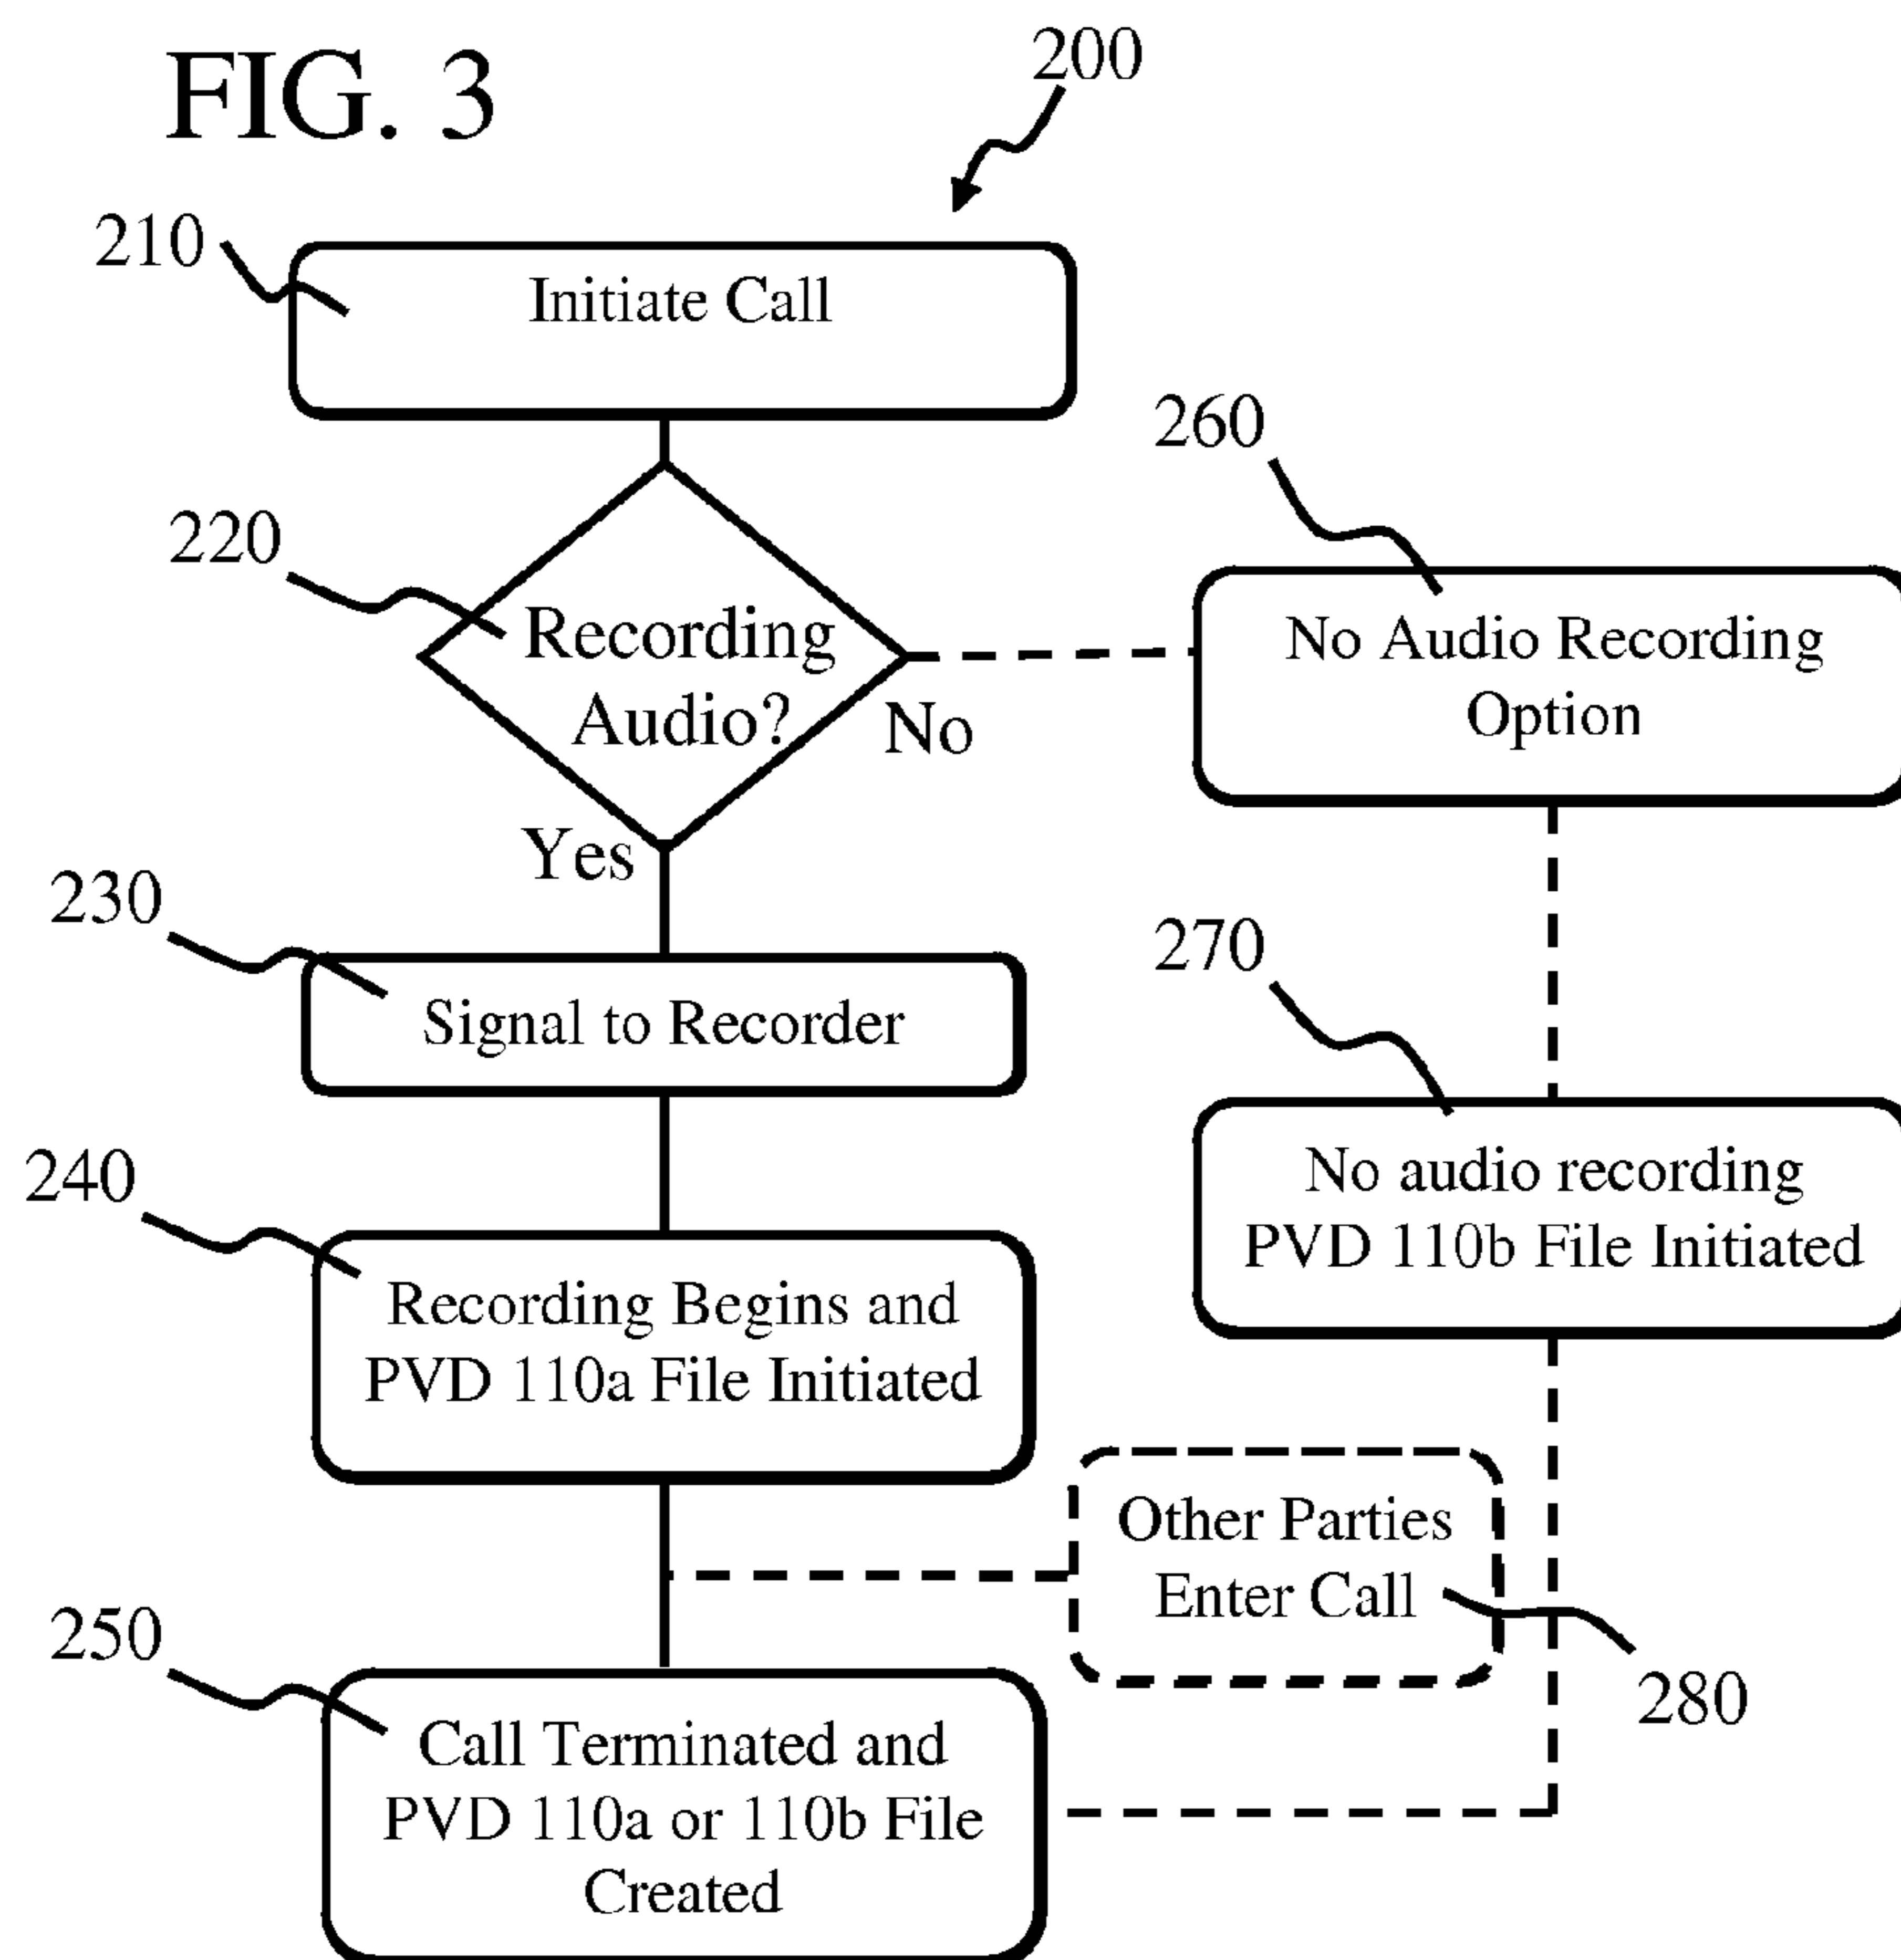 FIG. 3
200
210
Initiate Call
220
Recording
Audio?
No
Yes
260
No Audio Recording
Option
230
Signal to Recorder
270
No audio recording
PVD 110b File Initiated
240
Recording Begins and
PVD 110a File Initiated
Other Parties
Enter Call
280
250
Call Terminated and
PVD 110a or 110b File
Created